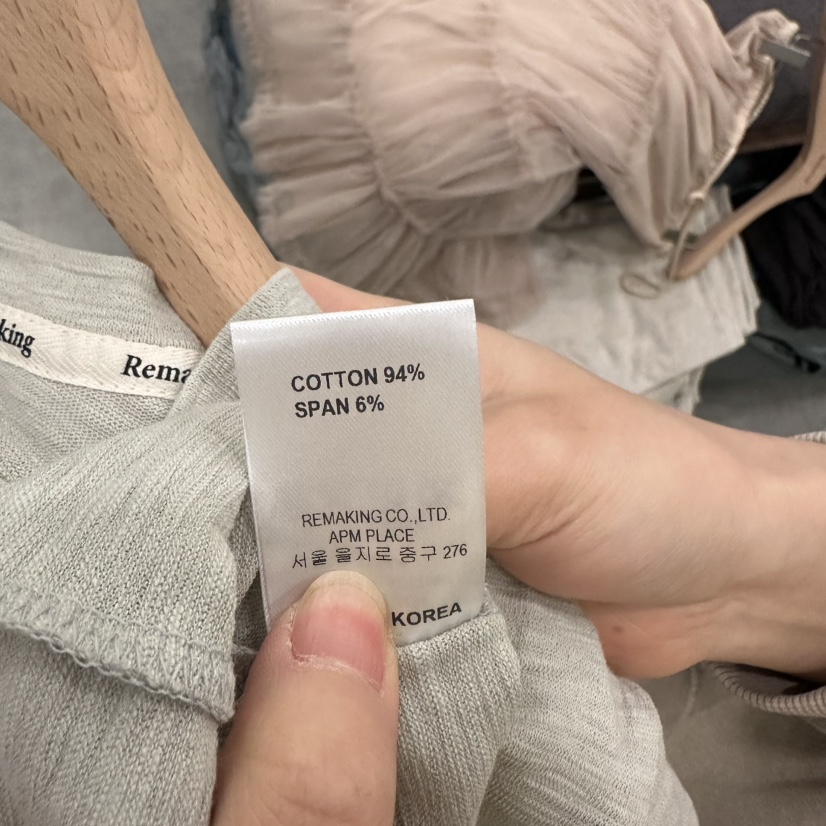 king
Rema
COTTON 94%
SPAN 6%
REMAKING CO.,LTD.
APM PLACE
서울 을지로 중구 276
KOREA